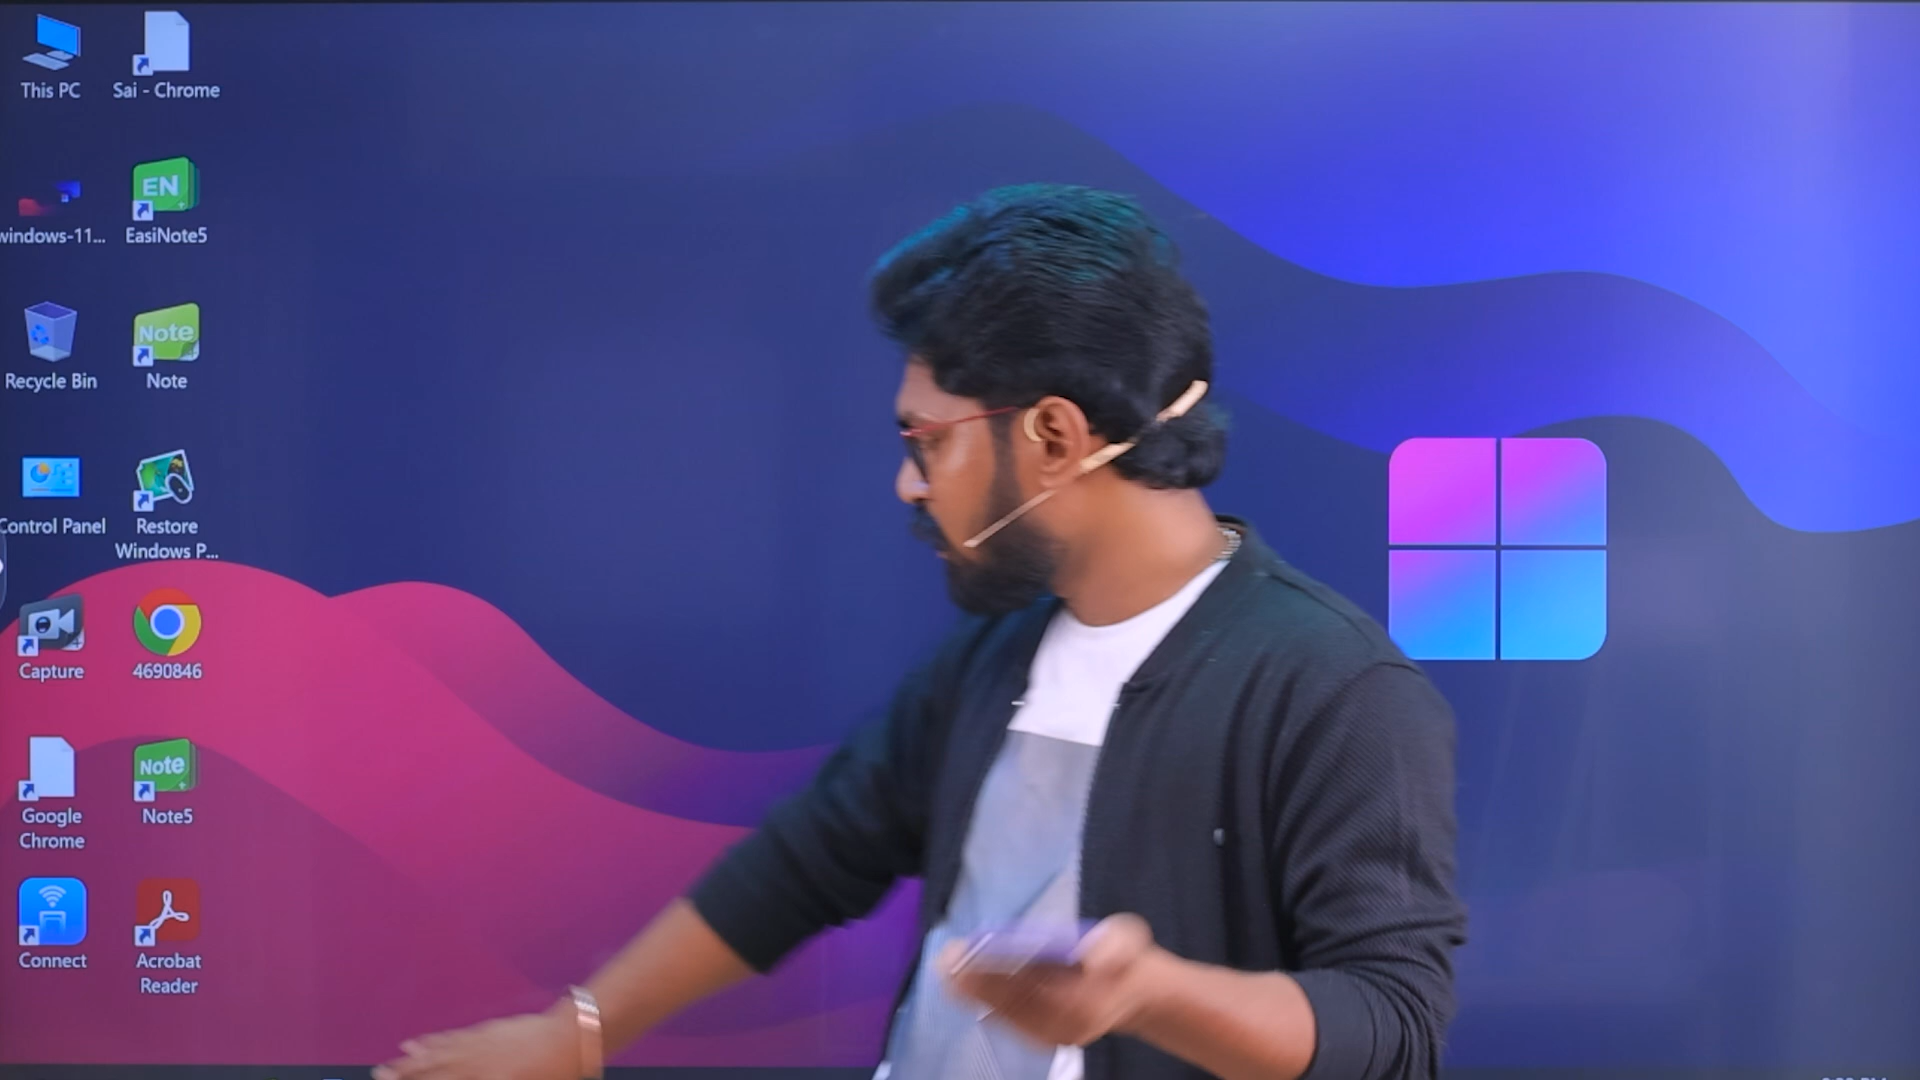 This PC
Sai - Chrome
windows-11...
EN
EasiNote5
Recycle Bin
Note
Note
Control Panel
Restore
Windows P...
Capture
4690846
Google
Chrome
Note
Note5
Connect
Acrobat
Reader